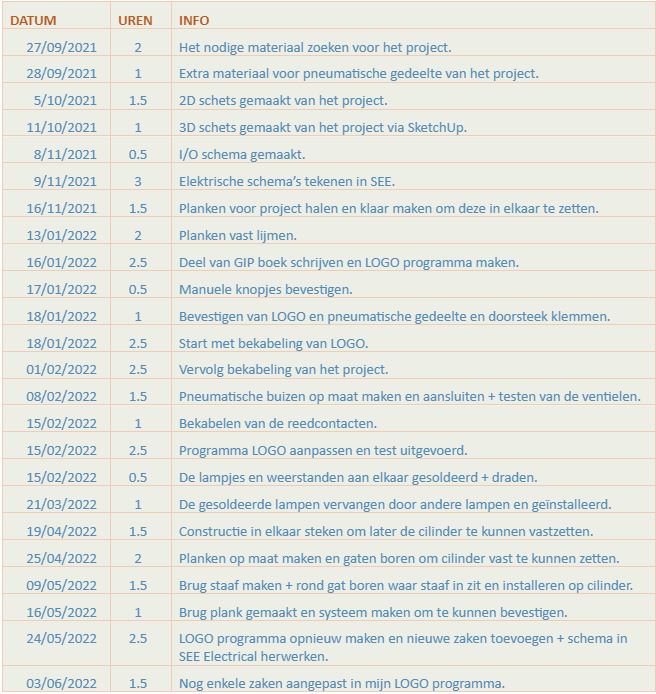 DATUM UREN INFO
27/09/2021 2 Het nodige materiaal zoeken voor het project.
28/09/2021 1 Extra materiaal voor pneumatische gedeelte van het project.
5/10/2021 1.5 2D schets gemaakt van het project.
11/10/2021 1 3D schets gemaakt van het project via SketchUp.
8/11/2021 0.5 I/O schema gemaakt.
9/11/2021 3 Elektrische schema’s tekenen in SEE.
16/11/2021 1.5 Planken voor project halen en klaar maken om deze in elkaar te zetten.
13/01/2022 2 Planken vast lijmen.
16/01/2022 2.5 Deel van GIP boek schrijven en LOGO programma maken.
17/01/2022 0.5 Manuele knopjes bevestigen.
18/01/2022 1 Bevestigen van LOGO en pneumatische gedeelte en doorsteek klemmen.
18/01/2022 2.5 Start met bekabeling van LOGO.
01/02/2022 2.5 Vervolg bekabeling van het project.
08/02/2022 1.5 Pneumatische buizen op maat maken en aansluiten + testen van de ventielen.
15/02/2022 1 Bekabelen van de reedcontacten.
15/02/2022 2.5 Programma LOGO aanpassen en test uitgevoerd.
15/02/2022 0.5 De lampjes en weerstanden aan elkaar gesoldeerd + draden.
21/03/2022 1 De gesoldeerde lampen vervangen door andere lampen en geïnstalleerd.
19/04/2022 1.5 Constructie in elkaar steken om later de cilinder te kunnen vastzetten.
25/04/2022 2 Planken op maat maken en gaten boren om cilinder vast te kunnen zetten.
09/05/2022 1.5 Brug staaf maken + rond gat boren waar staaf in zit en installeren op cilinder.
16/05/2022 1 Brug plank gemaakt en systeem maken om te kunnen bevestigen.
24/05/2022 2.5 LOGO programma opnieuw maken en nieuwe zaken toevoegen + schema in
SEE Electrical herwerken.
03/06/2022 1.5 Nog enkele zaken aangepast in mijn LOGO programma.